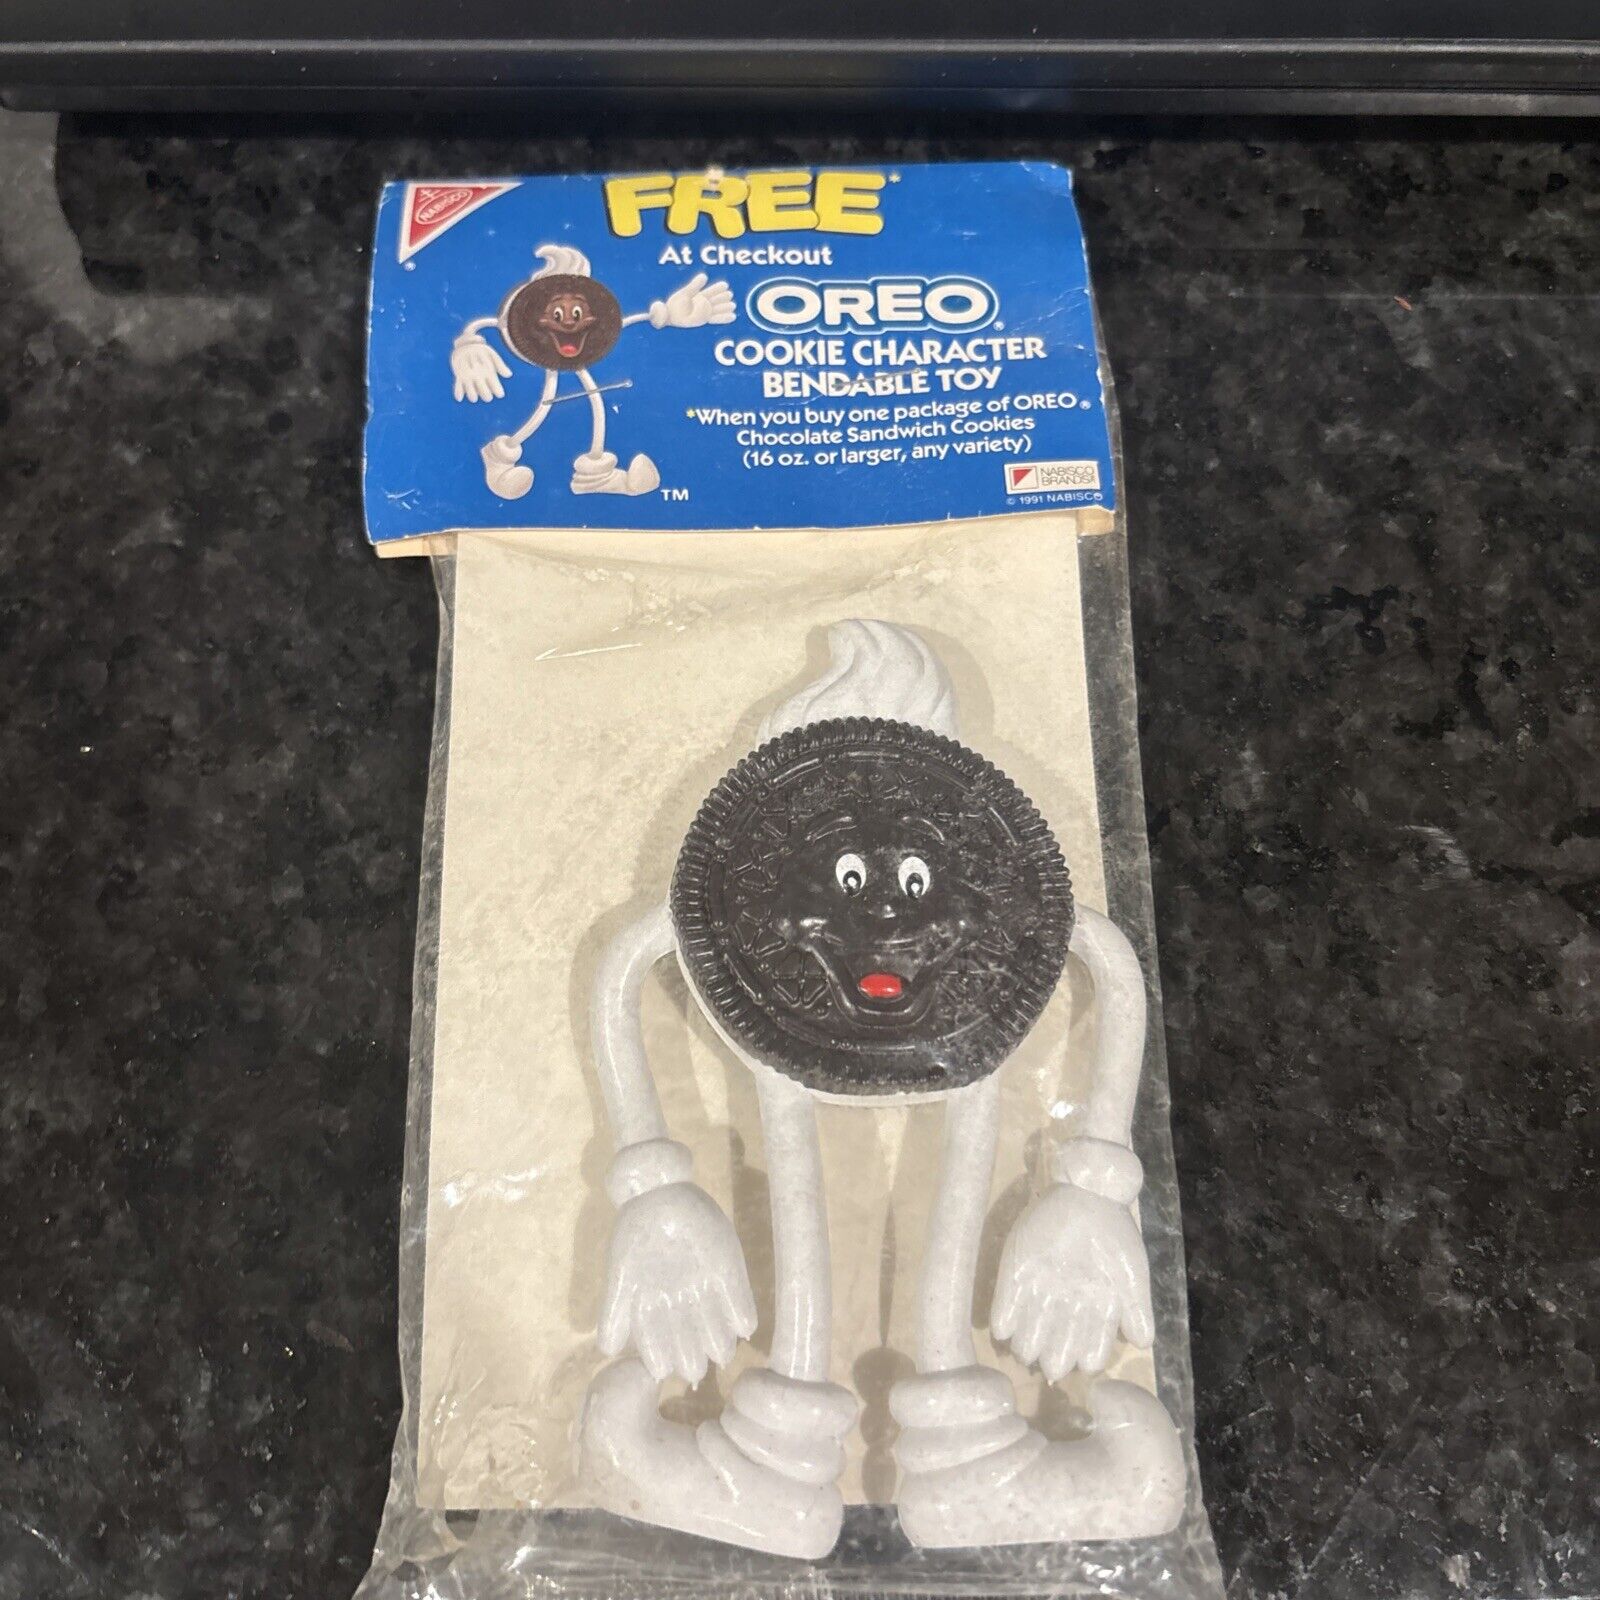 NABISCO
®
FREE*
At Checkout
OREO®
COOKIE CHARACTER
BENDABLE TOY
*When you buy one package of OREO®
Chocolate Sandwich Cookies
(16 oz. or larger, any variety)
NABISCO
BRANDS
© 1991 NABISCO
TM